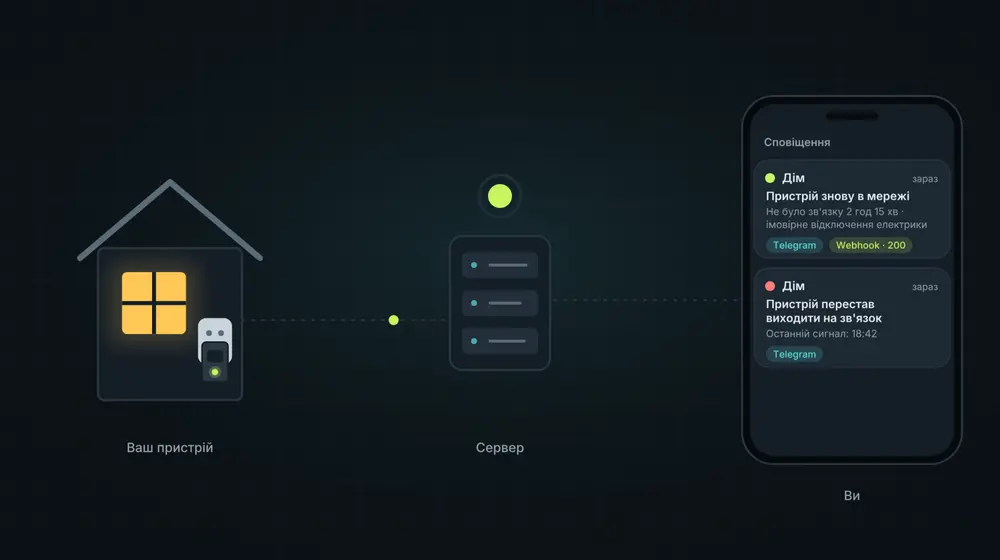 Сповіщення
Дім
зараз
Пристрій знову в мережі
Не було зв'язку 2 год 15 хв ·
імовірне відключення електрики
Telegram
Webhook · 200
Дім
зараз
Пристрій перестав
виходити на зв'язок
Останній сигнал: 18:42
Telegram
Ваш пристрій
Сервер
Ви